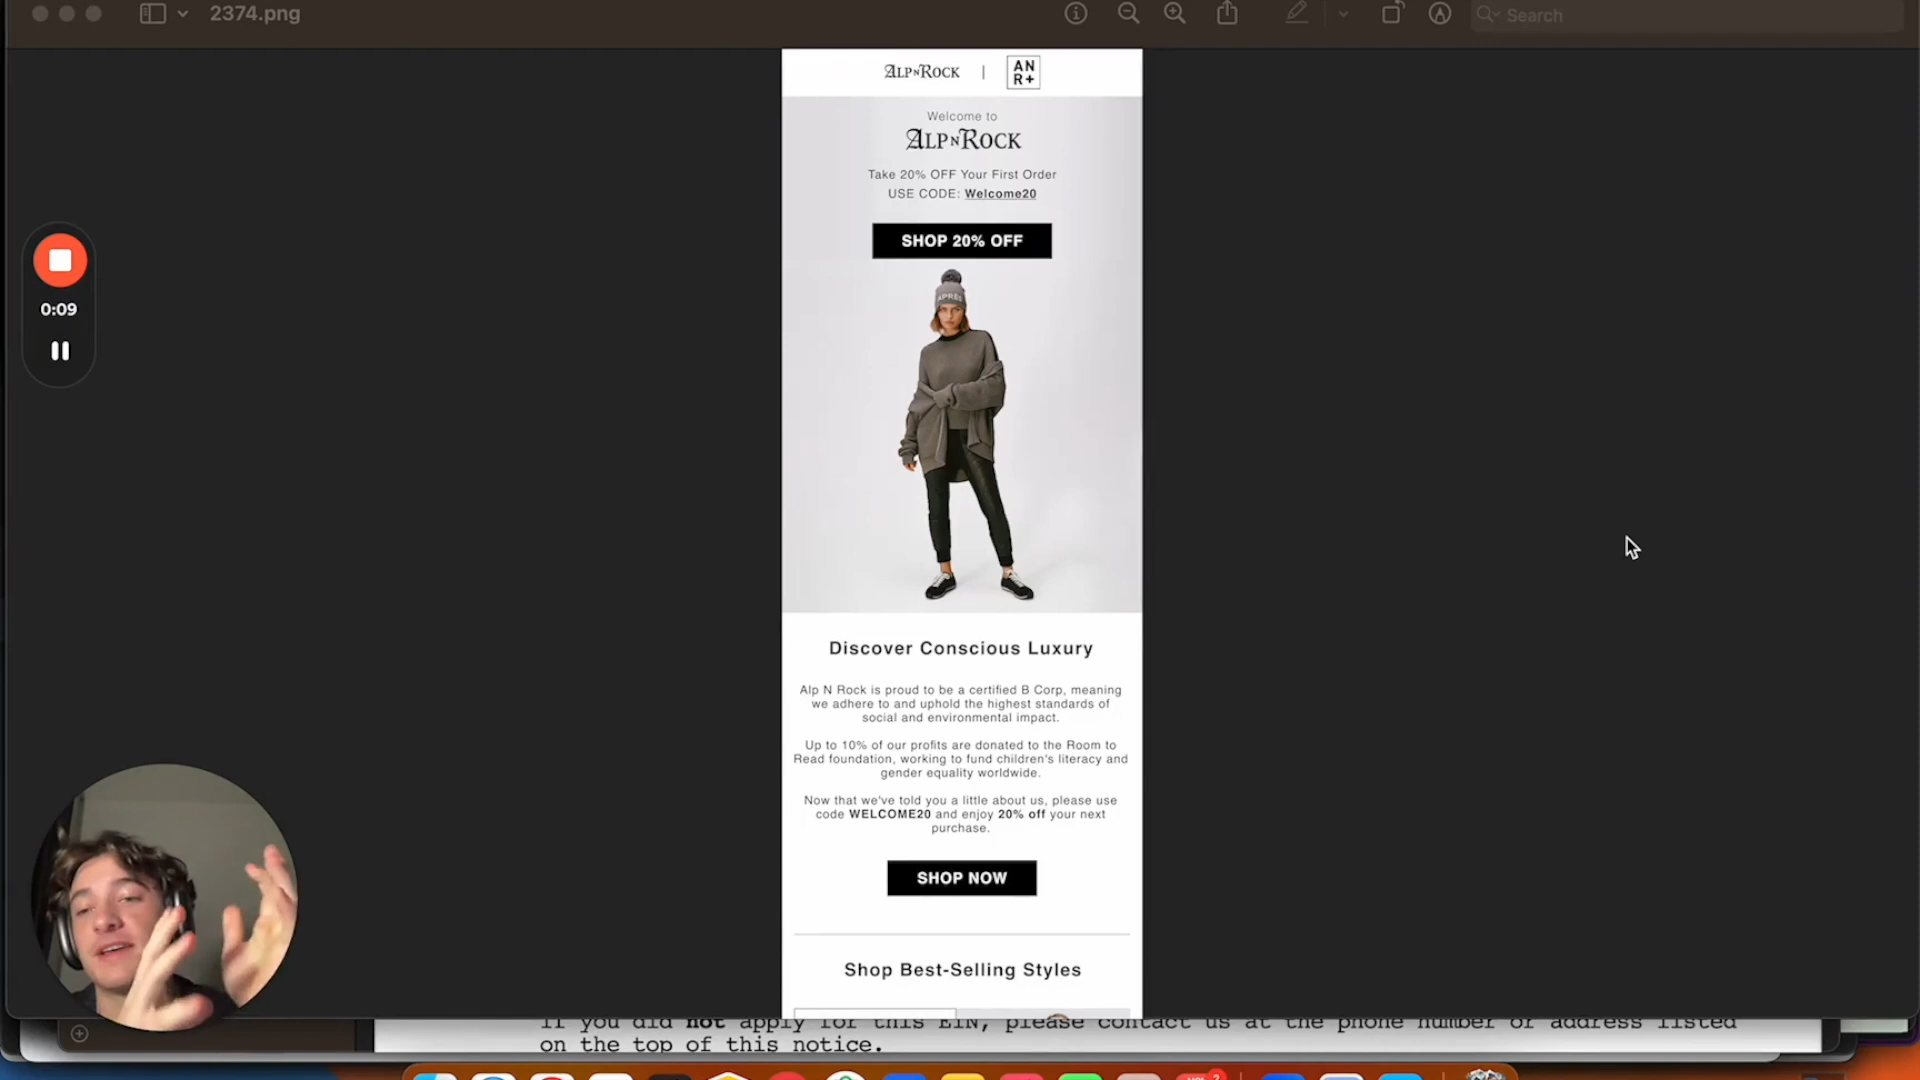 2374.png
Search
ALPNROCK | AN
R+
Welcome to
ALPNROCK
Take 20% OFF Your First Order
USE CODE: Welcome20
SHOP 20% OFF
APRÈS
0:09
Discover Conscious Luxury
Alp N Rock is proud to be a certified B Corp, meaning
we adhere to and uphold the highest standards of
social and environmental impact.
Up to 10% of our profits are donated to the Room to
Read foundation, working to fund children's literacy and
gender equality worldwide.
Now that we've told you a little about us, please use
code WELCOME20 and enjoy 20% off your next
purchase.
SHOP NOW
Shop Best-Selling Styles
If you did not apply for this EIN, please contact us at the phone number or address listed
on the top of this notice.
2